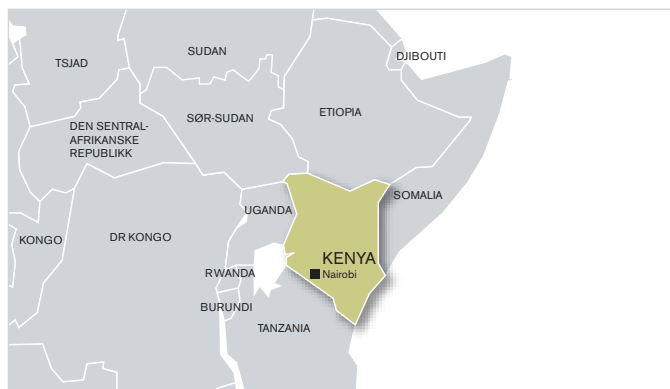 SUDAN
DJIBOUTI
TSJAD
ETIOPIA
SØR-SUDAN
DEN SENTRAL-
AFRIKANSKE
REPUBLIKK
SOMALIA
UGANDA
KONGO
DR KONGO
KENYA
Nairobi
RWANDA
BURUNDI
TANZANIA